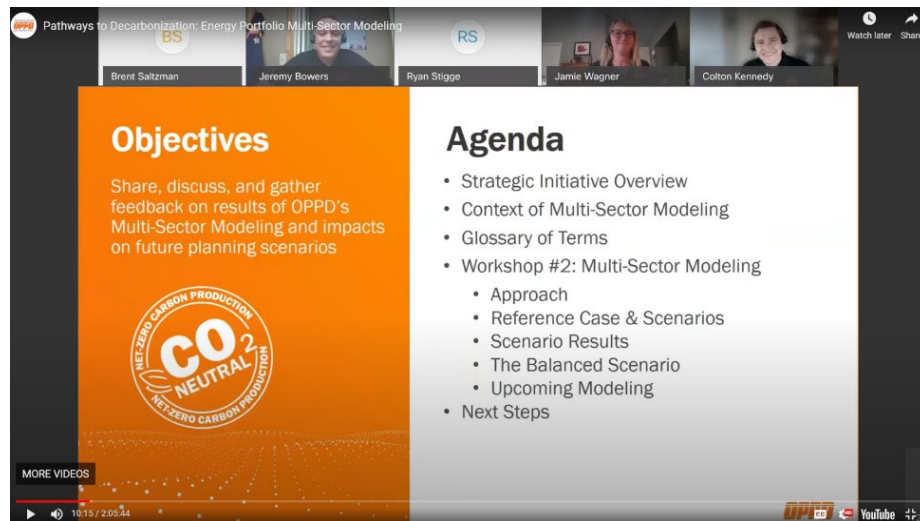 OPPD
Pathways to Decarbonization: Energy Portfolio Multi-Sector Modeling
Watch later
Share
BS
RS
Brent Saltzman
Jeremy Bowers
Ryan Stigge
Jamie Wagner
Colton Kennedy
Objectives
Share, discuss, and gather
feedback on results of OPPD's
Multi-Sector Modeling and impacts
on future planning scenarios
NET-ZERO CARBON PRODUCTION
CO2
NEUTRAL
NET-ZERO CARBON PRODUCTION
Agenda
• Strategic Initiative Overview
• Context of Multi-Sector Modeling
• Glossary of Terms
• Workshop #2: Multi-Sector Modeling
• Approach
• Reference Case & Scenarios
• Scenario Results
• The Balanced Scenario
• Upcoming Modeling
• Next Steps
MORE VIDEOS
10:15 / 2:05:44
OPPD
CC
YouTube